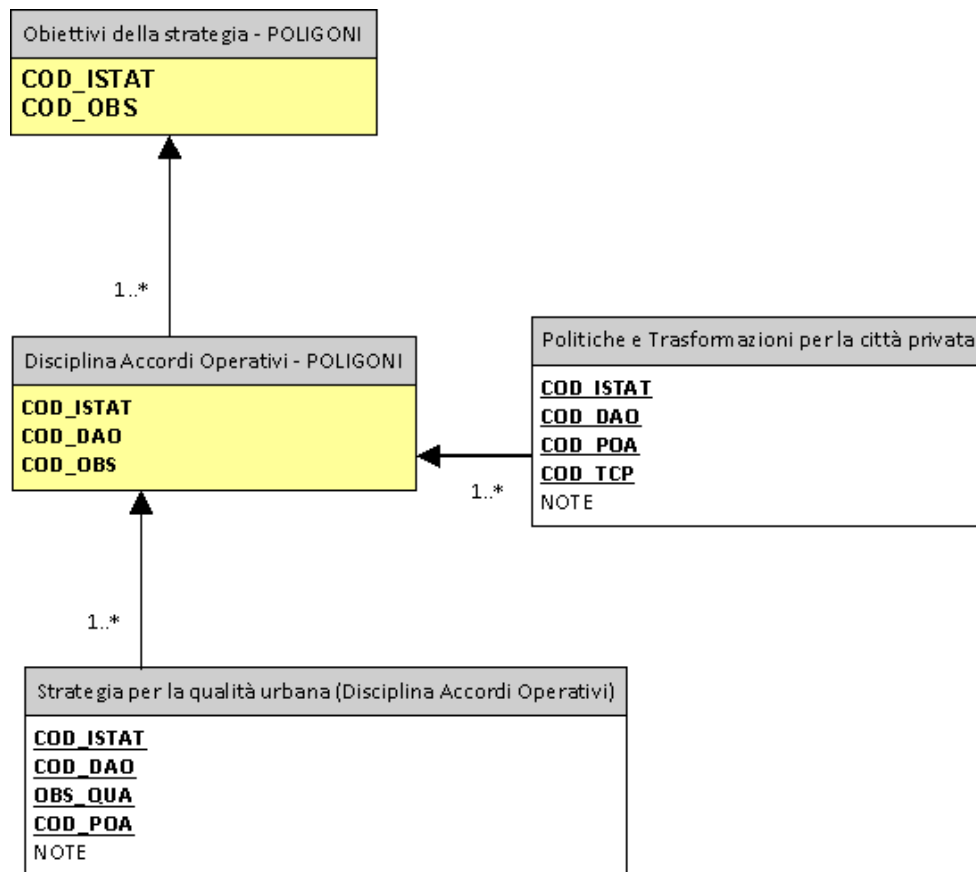 Obiettivi della strategia - POLIGONI
COD_ISTAT
COD_OBS
1..*
Disciplina Accordi Operativi - POLIGONI
COD_ISTAT
COD_DAO
COD_OBS
Politiche e Trasformazioni per la città privata
COD_ISTAT
COD_DAO
COD_POA
COD_TCP
NOTE
1..*
1..*
Strategia per la qualità urbana (Disciplina Accordi Operativi)
COD_ISTAT
COD_DAO
OBS_QUA
COD_POA
NOTE